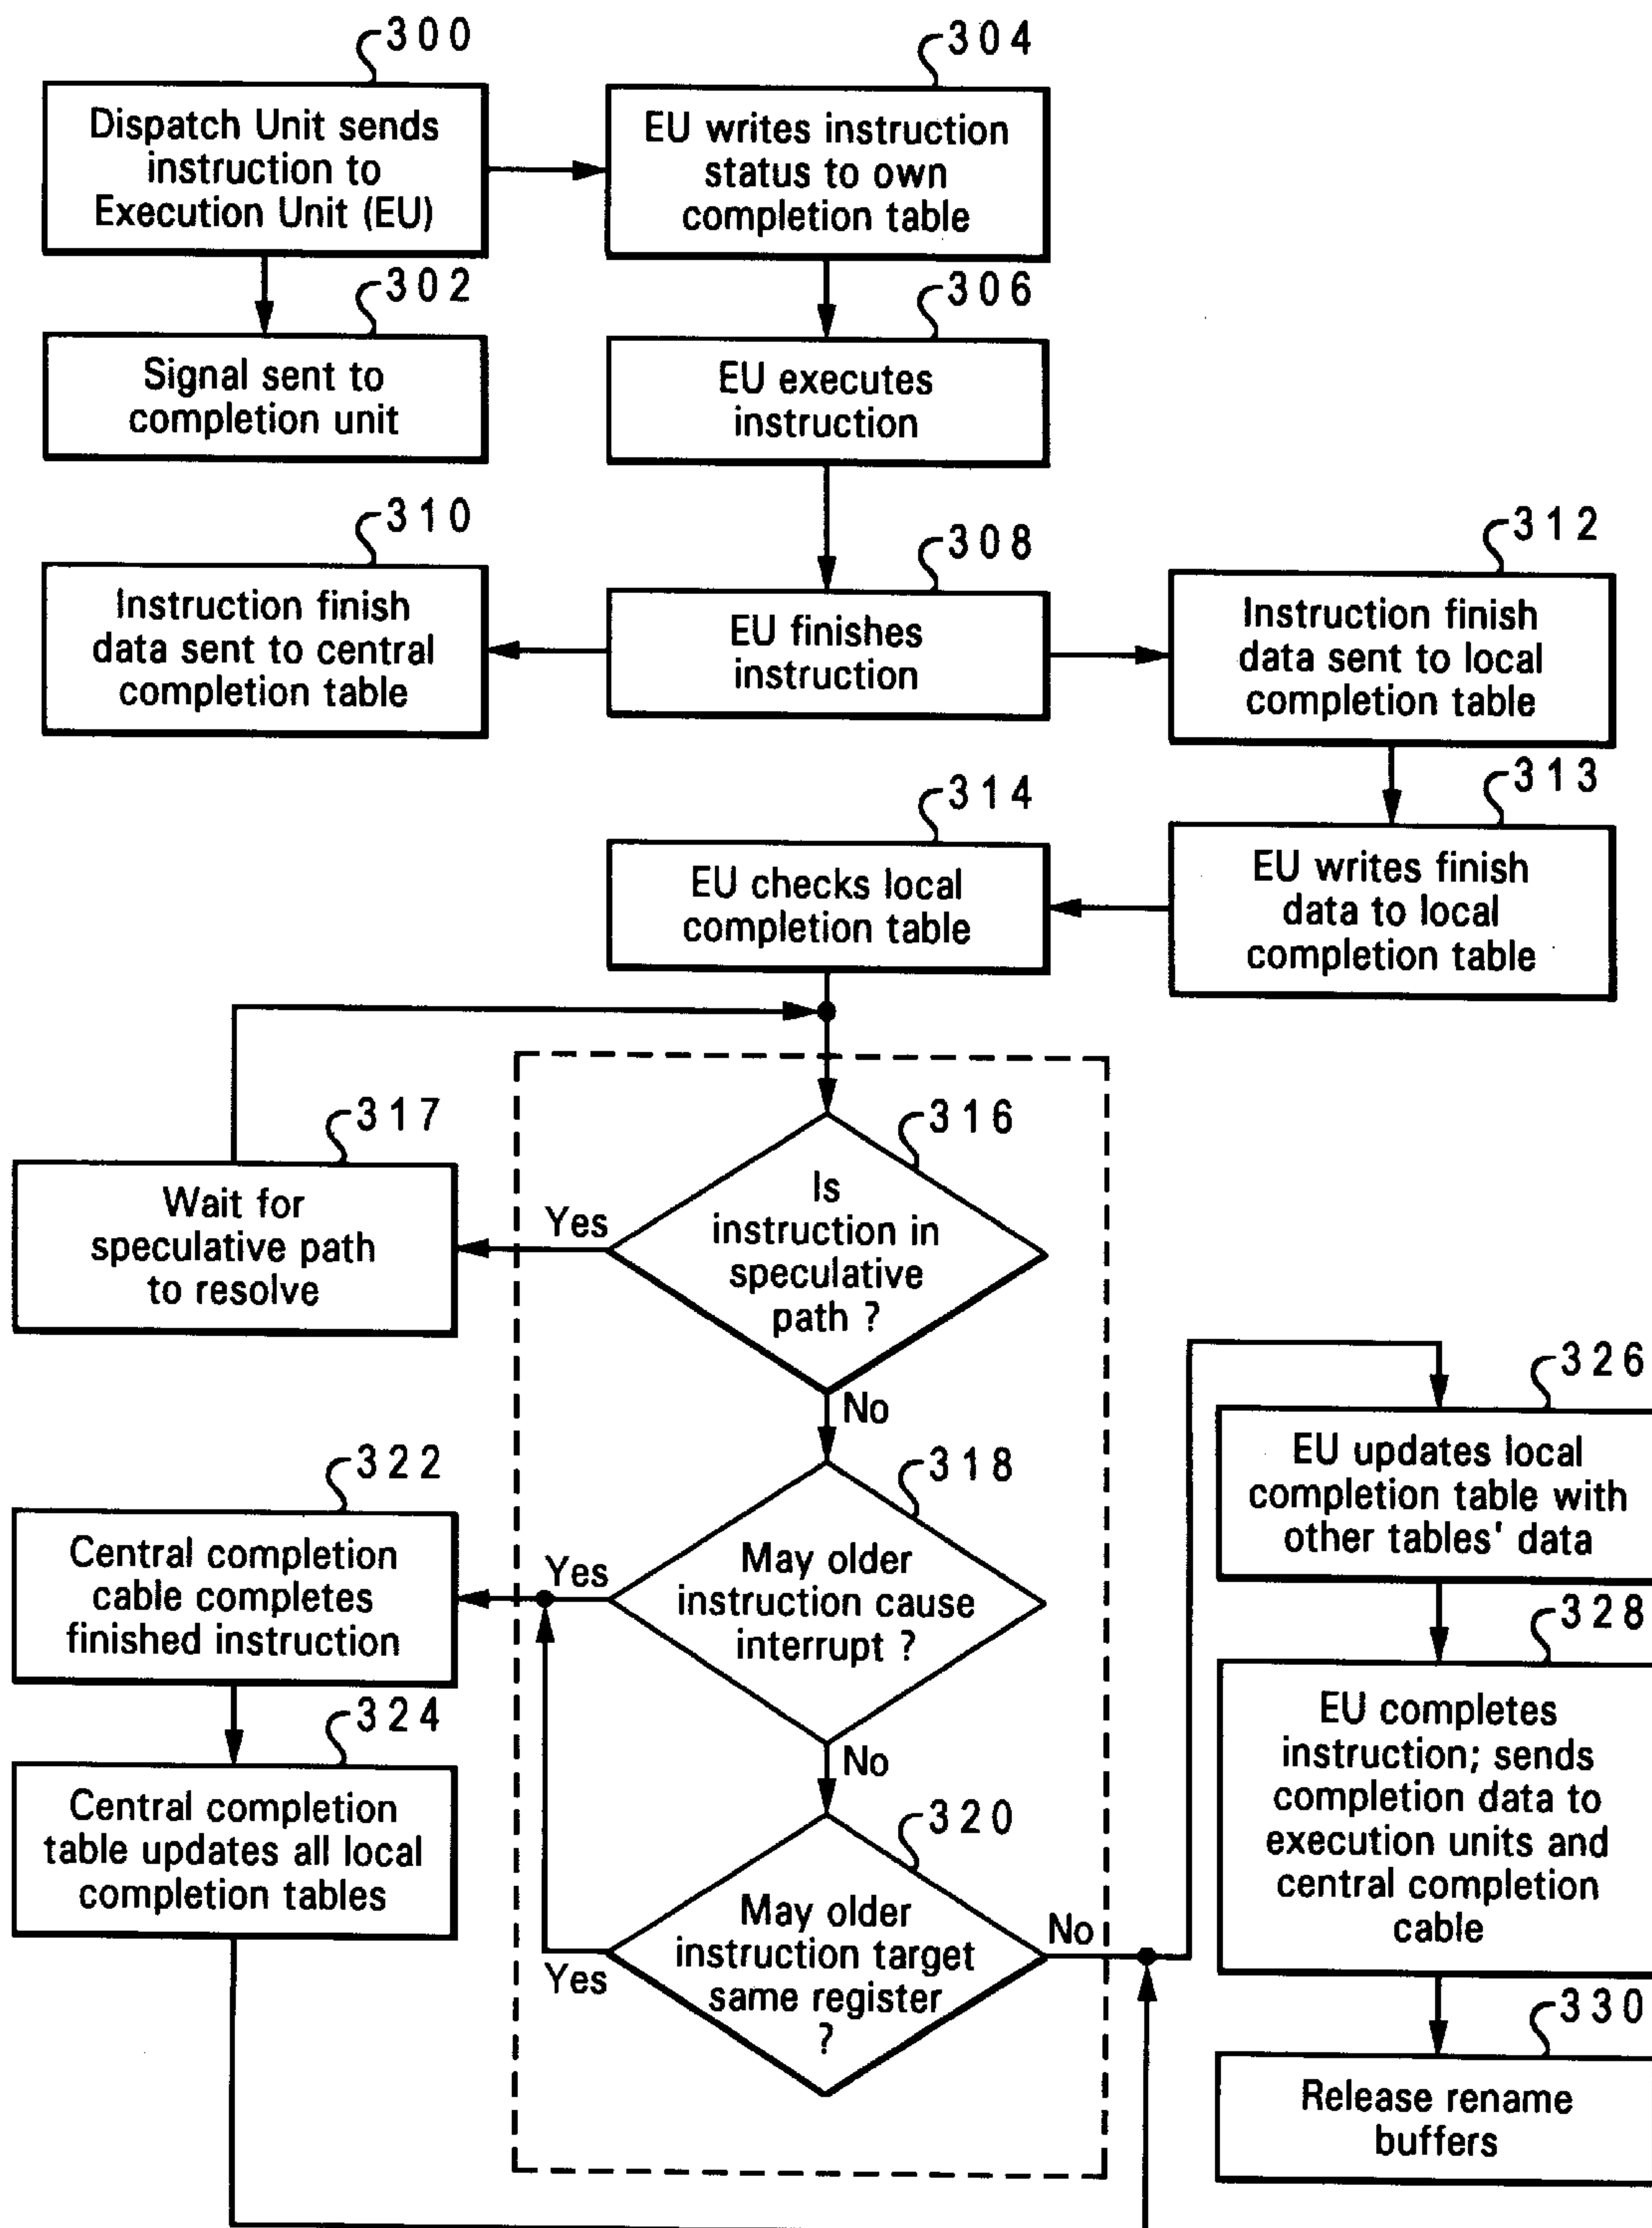 300
Dispatch Unit sends
instruction to
Execution Unit (EU)
304
EU writes instruction
status to own
completion table
302
Signal sent to
completion unit
306
EU executes
instruction
310
Instruction finish
data sent to central
completion table
308
EU finishes
instruction
312
Instruction finish
data sent to local
completion table
314
EU checks local
completion table
313
EU writes finish
data to local
completion table
317
Wait for
speculative path
to resolve
316
Is
instruction in
speculative
path ?
Yes
No
322
Central completion
cable completes
finished instruction
318
May older
instruction cause
interrupt ?
Yes
No
326
EU updates local
completion table with
other tables' data
324
Central completion
table updates all local
completion tables
320
May older
instruction target
same register
?
Yes
No
328
EU completes
instruction; sends
completion data to
execution units and
central completion
cable
330
Release rename
buffers